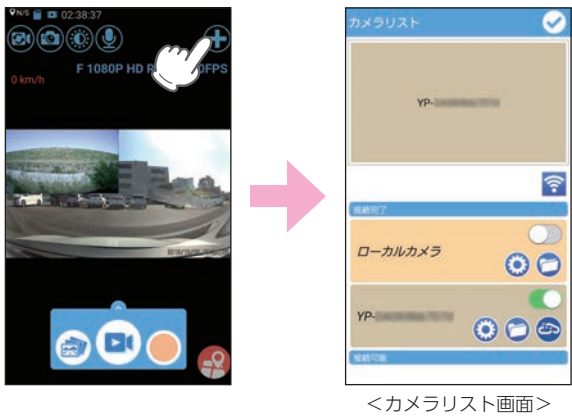 N/S 02:38:37
F 1080P HD
0FPS
0 km/h
カメラリスト
YP-
接続完了
ローカルカメラ
YP-
接続可能
＜カメラリスト画面＞